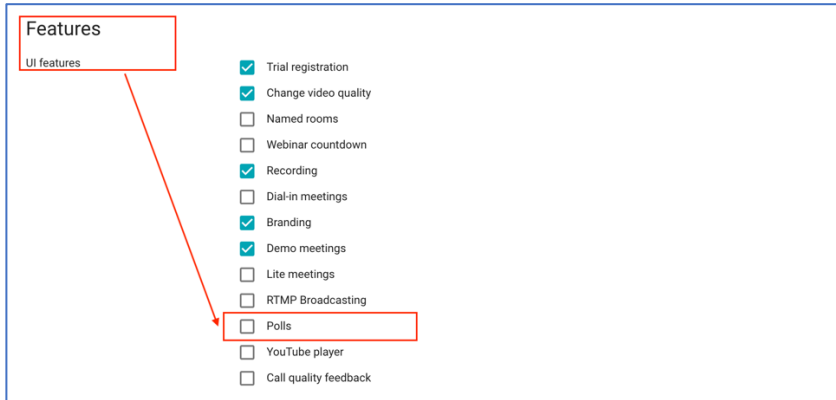 Features
UI features
Trial registration
Change video quality
Named rooms
Webinar countdown
Recording
Dial-in meetings
Branding
Demo meetings
Lite meetings
RTMP Broadcasting
Polls
YouTube player
Call quality feedback